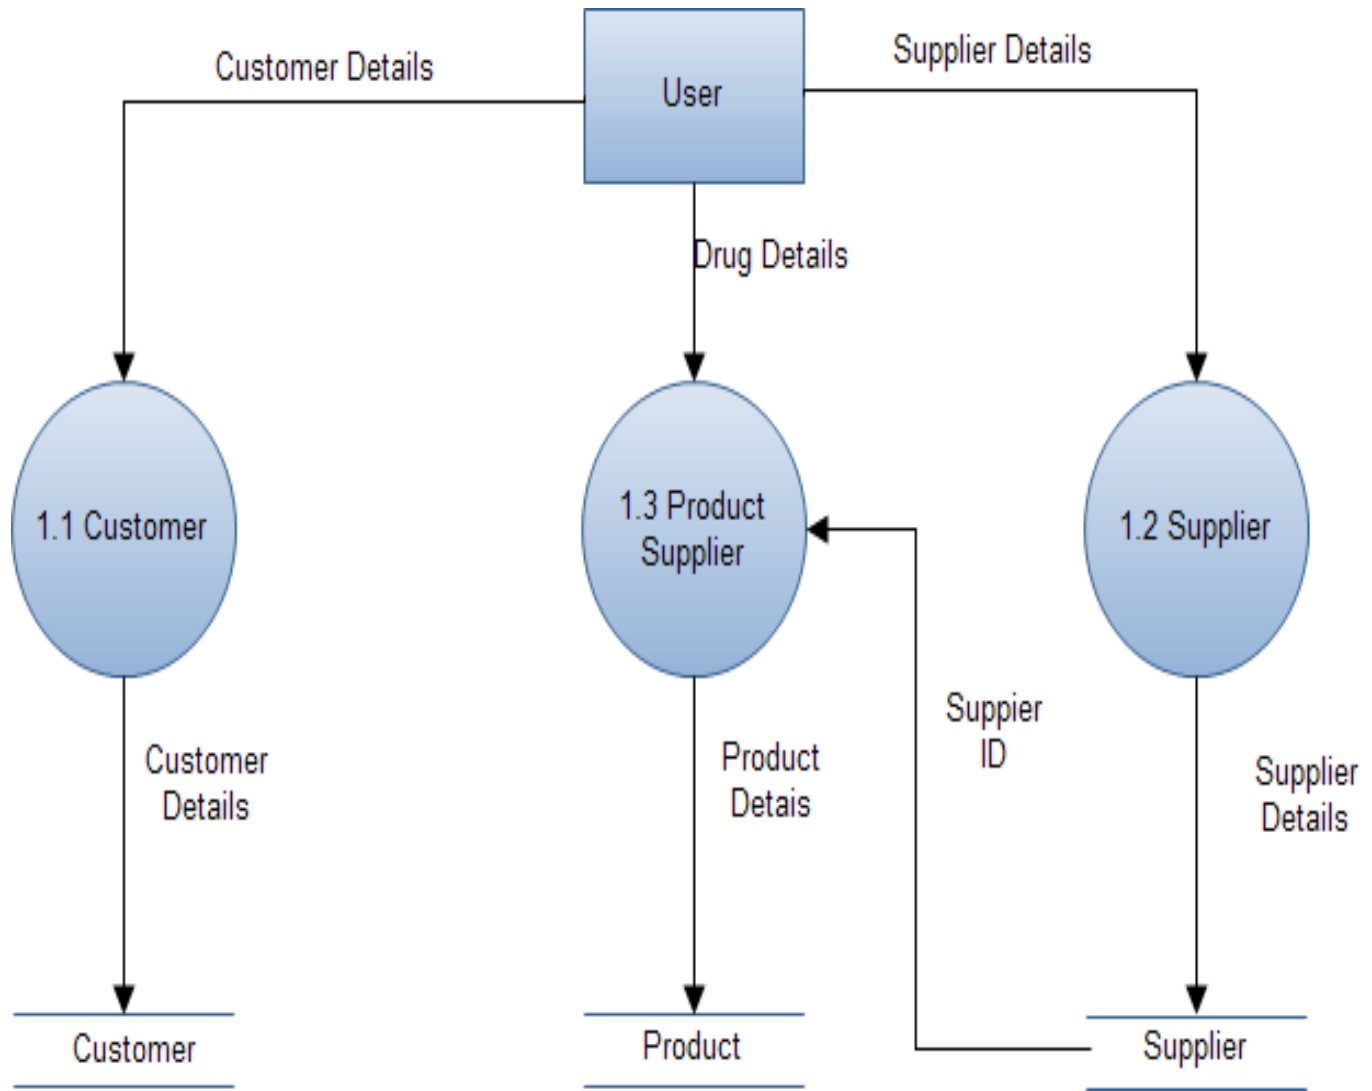 Customer Details
User
Supplier Details
Drug Details
1.1 Customer
1.3 Product
Supplier
1.2 Supplier
Customer
Details
Product
Detais
Suppier
ID
Supplier
Details
Customer
Product
Supplier